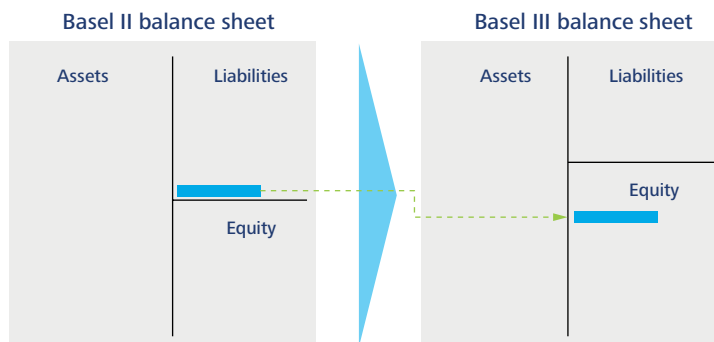 Basel II balance sheet
Assets
Liabilities
Equity
Basel III balance sheet
Assets
Liabilities
Equity